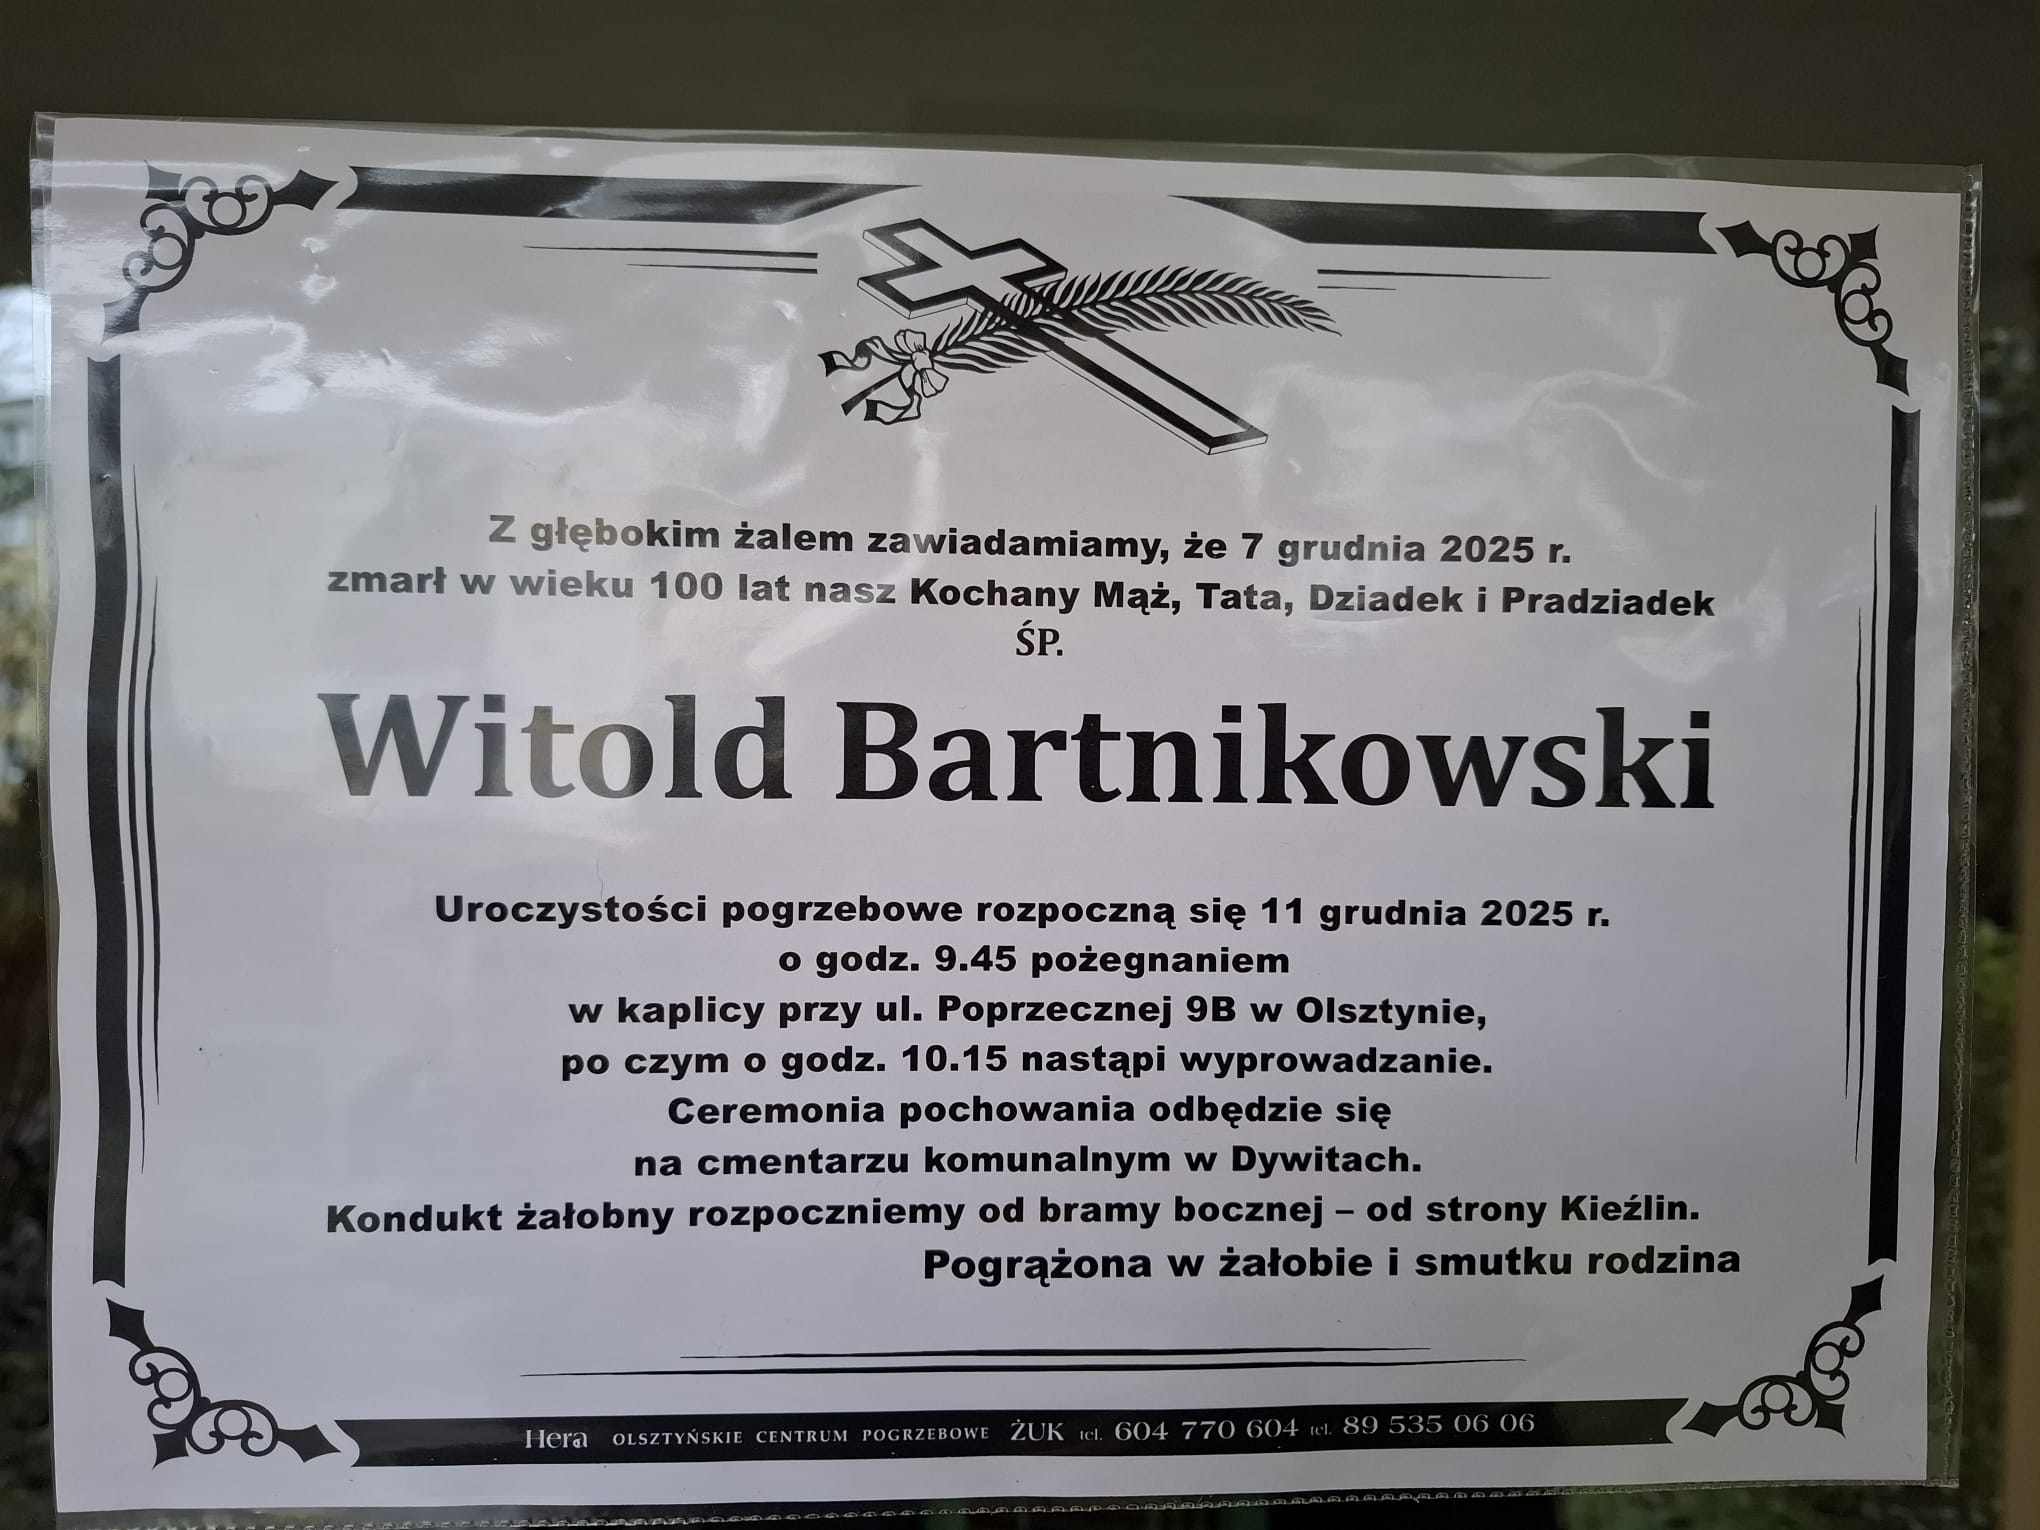 Z głębokim żalem zawiadamiamy, że 7 grudnia 2025 r.
zmarł w wieku 100 lat nasz Kochany Mąż, Tata, Dziadek i Pradziadek
ŚP.
Witold Bartnikowski
Uroczystości pogrzebowe rozpoczną się 11 grudnia 2025 r.
o godz. 9.45 pożegnaniem
w kaplicy przy ul. Poprzecznej 9B w Olsztynie,
po czym o godz. 10.15 nastąpi wyprowadzanie.
Ceremonia pochowania odbędzie się
na cmentarzu komunalnym w Dywitach.
Kondukt żałobny rozpoczniemy od bramy bocznej – od strony Kieźlin.
Pogrążona w żałobie i smutku rodzina
Hera OLSZTYŃSKIE CENTRUM POGRZEBOWE ŻUK tel. 604 770 604 tel. 89 535 06 06